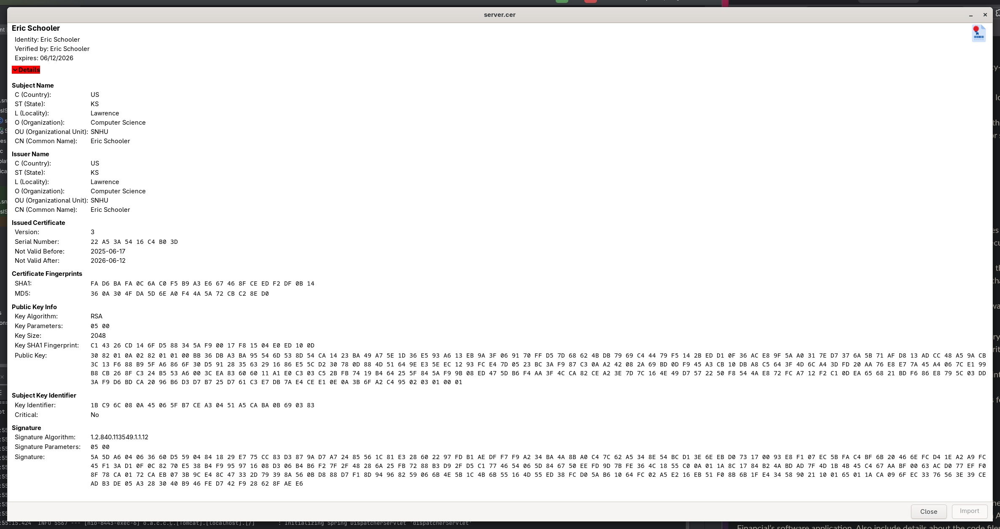 server.cer
Eric Schooler
Identity: Eric Schooler
Verified by: Eric Schooler
Expires: 06/12/2026
Details
Subject Name
C (Country): US
ST (State): KS
L (Locality): Lawrence
O (Organization): Computer Science
OU (Organizational Unit): SNHU
CN (Common Name): Eric Schooler
Issuer Name
C (Country): US
ST (State): KS
L (Locality): Lawrence
O (Organization): Computer Science
OU (Organizational Unit): SNHU
CN (Common Name): Eric Schooler
Issued Certificate
Version: 3
Serial Number: 22 A5 3A 54 16 C4 B0 3D
Not Valid Before: 2025-06-17
Not Valid After: 2026-06-12
Certificate Fingerprints
SHA1: FA D6 BA FA 0C 6A C0 F5 B9 A3 E6 67 46 8F CE ED F2 DF 0B 14
MD5: 36 0A 30 4F DA 5D 6E A0 F4 4A 5A 72 CB C2 8E D0
Public Key Info
Key Algorithm: RSA
Key Parameters: 05 00
Key Size: 2048
Key SHA1 Fingerprint: C1 43 26 CD 14 6F D5 88 34 5A F9 00 17 F8 15 04 E0 ED 10 0D
Public Key: 30 82 01 0A 02 82 01 01 00 BB 36 DB A3 BA 95 54 6D 53 8D 54 CA 14 23 BA 49 A7 5E 1D 36 E5 93 A6 13 EB 9A 3F 06 91 70 FF D5 7D 68 62 4B DB 79 69 C4 44 79 F5 14 2B ED D1 0F 36 AC E8 9F 5A A0 31 7E D7 37 6A 5B 71 AF D8 13 AD CC 48 A5 9A CB
3C 13 F6 88 B9 5F A6 86 6F 30 D5 91 28 35 63 29 16 86 E5 5C D2 30 78 0D 88 4D 51 64 9E E3 5E EC 12 93 FC E4 7D 05 23 BC 3A F9 87 C3 0A A2 42 08 2A 69 BD 0D F9 45 A3 CB 10 DB A8 C5 64 3F 4D 6C A4 3D FD 20 AA 76 E8 E7 7A 45 A4 06 7C E1 99
B8 CB 26 8F C3 24 B5 53 A6 00 3C EA 83 60 60 11 A1 E0 C3 03 C5 2B FB 74 19 B4 64 25 5F 84 5A F9 9B 08 ED 47 5D B6 F4 AA 3F 4C CA 82 CE A2 3E 7D 7C 16 4E 49 D7 57 22 50 F8 54 4A E8 72 FC A7 12 F2 C1 0D EA 65 68 21 BD F6 86 E8 79 5C 03 DD
3A F9 D6 BD CA 20 96 B6 D3 D7 B7 25 D7 61 C3 E7 DB 7A E4 CE E1 0E 0A 3B 6F A2 C4 95 02 03 01 00 01
Subject Key Identifier
Key Identifier: 1B C9 6C 08 0A 45 06 5F B7 CE A3 04 51 A5 CA BA 0B 69 03 83
Critical: No
Signature
Signature Algorithm: 1.2.840.113549.1.1.12
Signature Parameters: 05 00
Signature: 5A 5D A6 04 06 36 60 D5 59 04 84 18 29 E7 75 CC 83 D3 87 9A D7 A7 24 85 56 1C 81 E3 28 60 22 97 FD B1 AE DF F7 F9 A2 34 BA 4A 8B A0 C4 7C 62 A5 34 8E 54 BC D1 3E 6E EB D0 73 17 00 93 E8 F1 07 EC 5B FA C4 BF 6B 20 46 6E FC D4 1E A2 A9 FC
45 F1 3A D1 0F 0C 82 70 E5 38 B4 F9 95 97 16 08 D3 06 B4 B6 F2 7F 2F 48 28 6A 25 FB 72 88 B3 D9 2F D5 C1 77 46 54 06 5D 84 67 50 EE FD 9D 7B FE 36 4C 18 55 C0 0A 01 1A 8C 17 84 B2 4A BD AD 7F 4D 1B 4B 45 C4 67 AA BF 00 63 AC D0 77 EF F0
8F 78 CA 01 72 CA EB 07 3B 9C E4 8C 47 33 2D 79 39 8A 56 0B D8 88 D7 F1 8D 94 96 82 59 06 6B 4E 5B 1C 4B 6B 55 16 4D 55 ED 38 FC D0 5A B6 10 64 FC 02 A5 E2 16 EB 51 F0 8B 6B 1F E4 34 58 90 21 10 01 65 01 1A CA 09 6F EC 33 76 56 3E 39 CE
AD B3 DE 05 A3 28 30 40 B9 46 FE D7 42 F9 28 62 8F AE E6
Close Import
:55:15.424 INFO 5567 --- [nio-8443-exec-6] o.a.c.c.C.[Tomcat].[localhost].[/] : Initializing Spring DispatcherServlet 'dispatcherServlet'
Financial's software application. Also include details about the code files